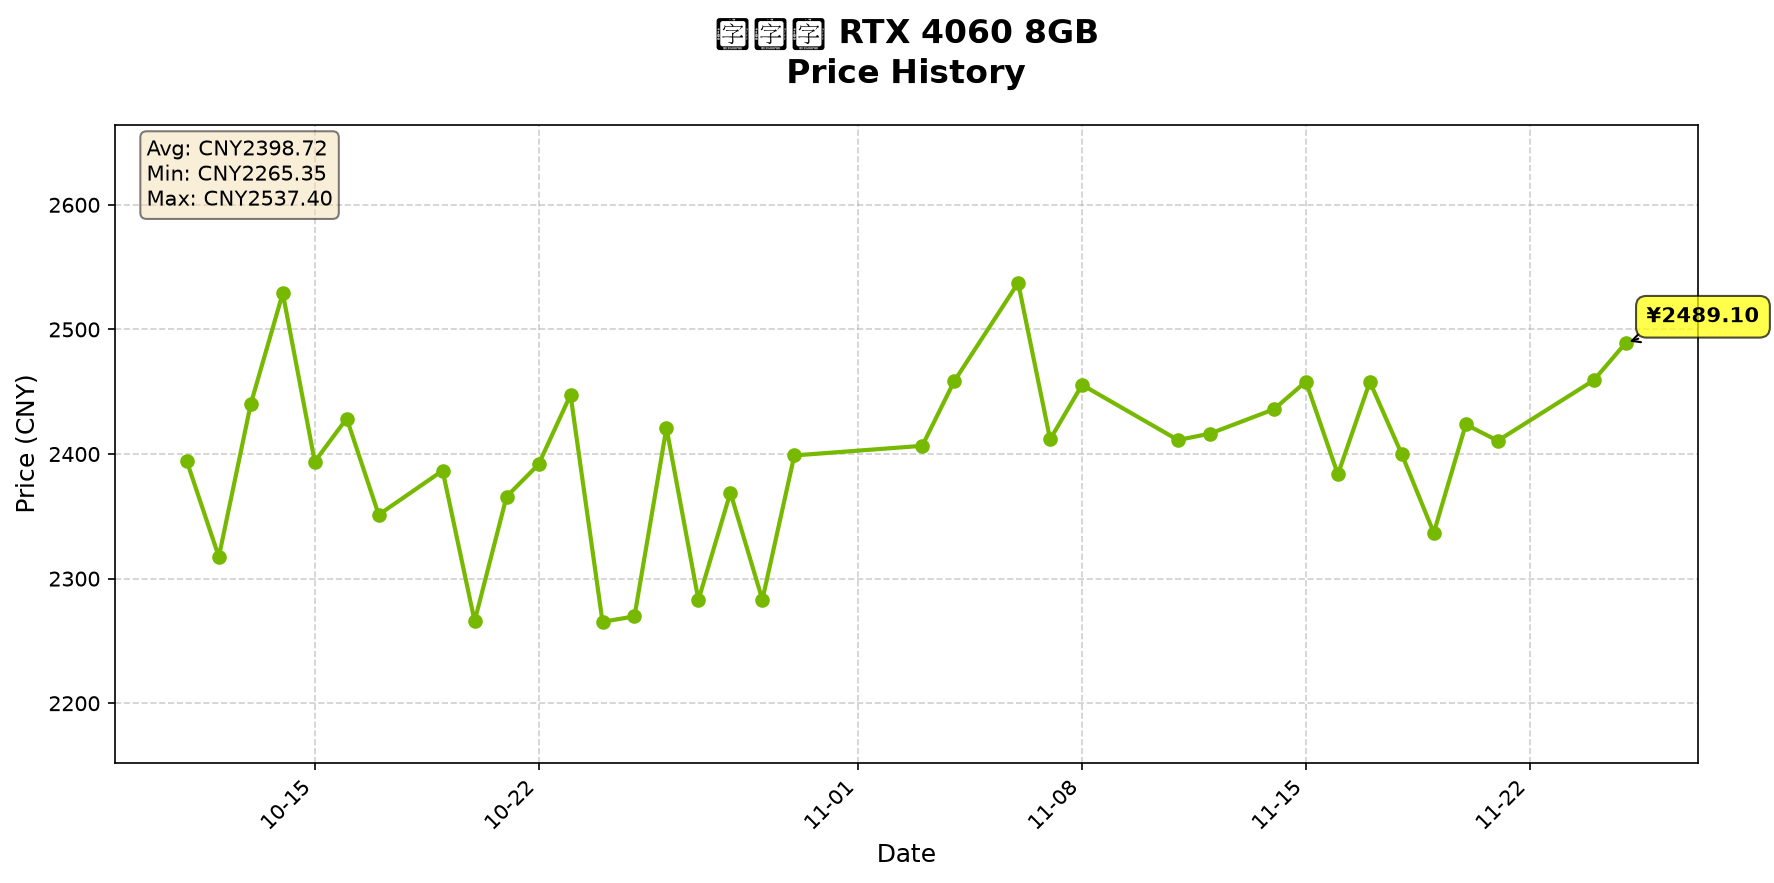 RTX 4060 8GB
Price History
Avg: CNY2398.72
Min: CNY2265.35
Max: CNY2537.40
¥2489.10
Price (CNY)
2600
2500
2400
2300
2200
10-15
10-22
11-01
11-08
11-15
11-22
Date